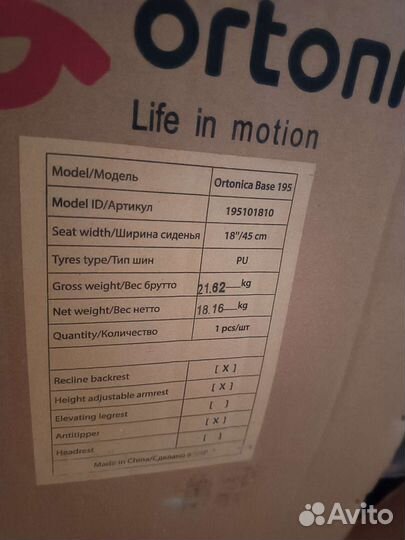 orton
Life in motion
Model/Модель Ortonica Base 195
Model ID/Артикул 195101810
Seat width/Ширина сиденья 18"/45 cm
Tyres type/Тип шин PU
Gross weight/Вес брутто 21.62 kg
Net weight/Вес нетто 18.16 kg
Quantity/Количество 1 pcs/шт
Recline backrest [ X ]
Height adjustable armrest [ X ]
Elevating legrest [ ]
Antitipper [ X ]
Headrest [ ]
Made in China/Сделано в
Avito